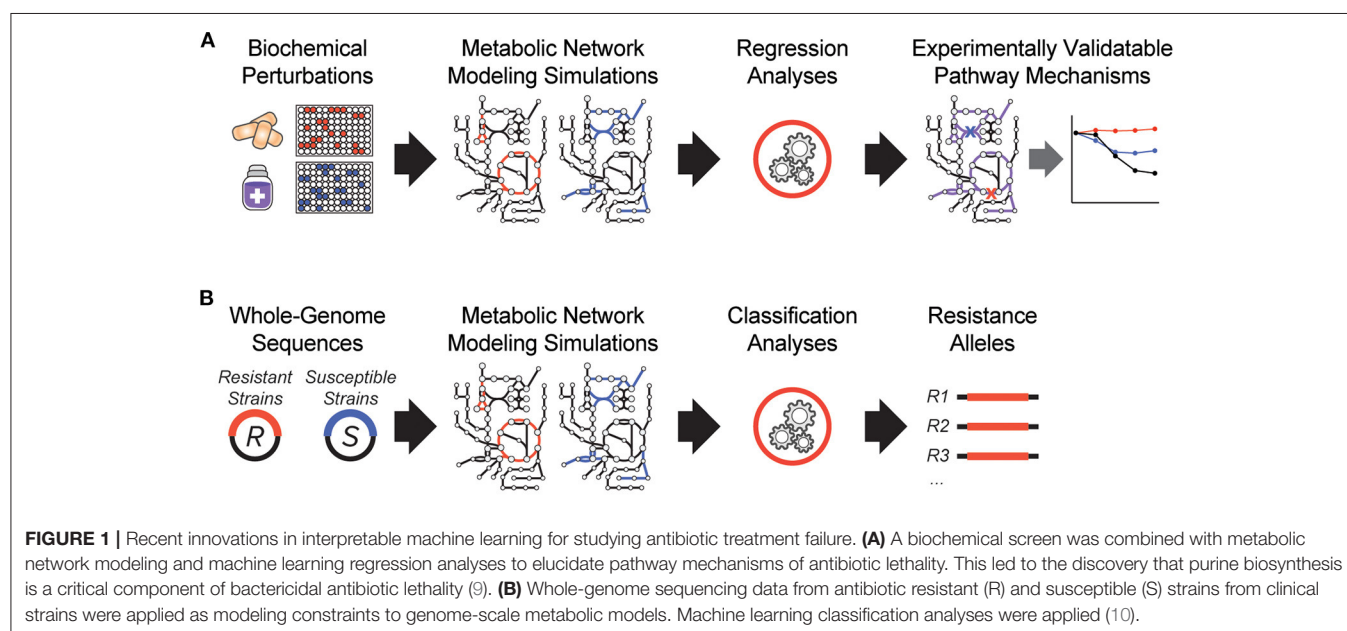 A
Biochemical
Perturbations
Metabolic Network
Modeling Simulations
Regression
Analyses
Experimentally Validatable
Pathway Mechanisms
B
Whole-Genome
Sequences
Metabolic Network
Modeling Simulations
Classification
Analyses
Resistance
Alleles
Resistant
Strains
Susceptible
Strains
R
S
R1
R2
R3
...
FIGURE 1 | Recent innovations in interpretable machine learning for studying antibiotic treatment failure. (A) A biochemical screen was combined with metabolic
network modeling and machine learning regression analyses to elucidate pathway mechanisms of antibiotic lethality. This led to the discovery that purine biosynthesis
is a critical component of bactericidal antibiotic lethality (9). (B) Whole-genome sequencing data from antibiotic resistant (R) and susceptible (S) strains from clinical
strains were applied as modeling constraints to genome-scale metabolic models. Machine learning classification analyses were applied (10).